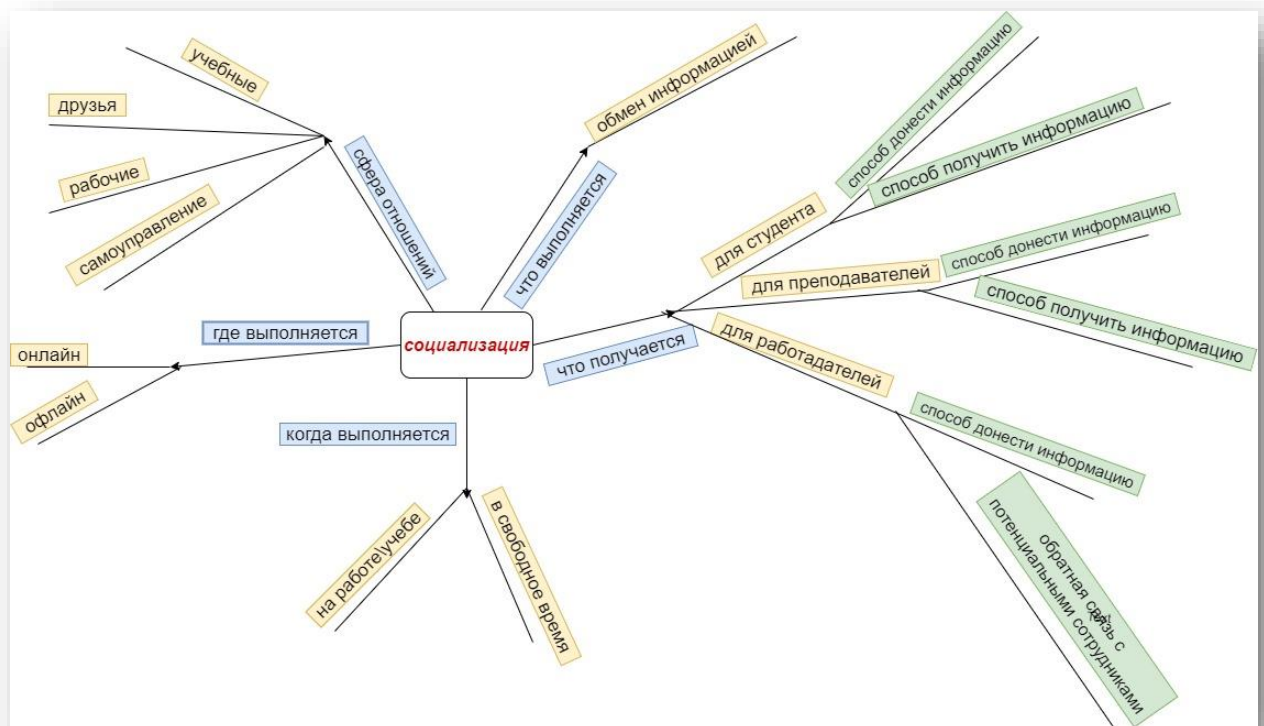 учебные
друзья
рабочие
самоуправление
сфера отношений
обмен информацией
что выполняется
способ донести информацию
способ получить информацию
для студента
способ донести информацию
для преподавателей
способ получить информацию
где выполняется
социализация
что получается
для работадателей
онлайн
офлайн
когда выполняется
способ донести информацию
на работе\учебе
в свободное время
обратная связь с
потенциальными сотрудниками